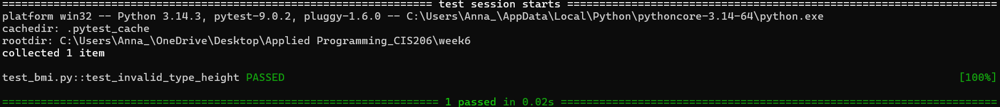 =================================================================== test session starts ===================================================================
platform win32 -- Python 3.14.3, pytest-9.0.2, pluggy-1.6.0 -- C:\Users\Anna_\AppData\Local\Python\pythoncore-3.14-64\python.exe
cachedir: .pytest_cache
rootdir: C:\Users\Anna_\OneDrive\Desktop\Applied Programming_CIS206\week6
collected 1 item
test_bmi.py::test_invalid_type_height PASSED [100%]
==================================================================== 1 passed in 0.02s ====================================================================